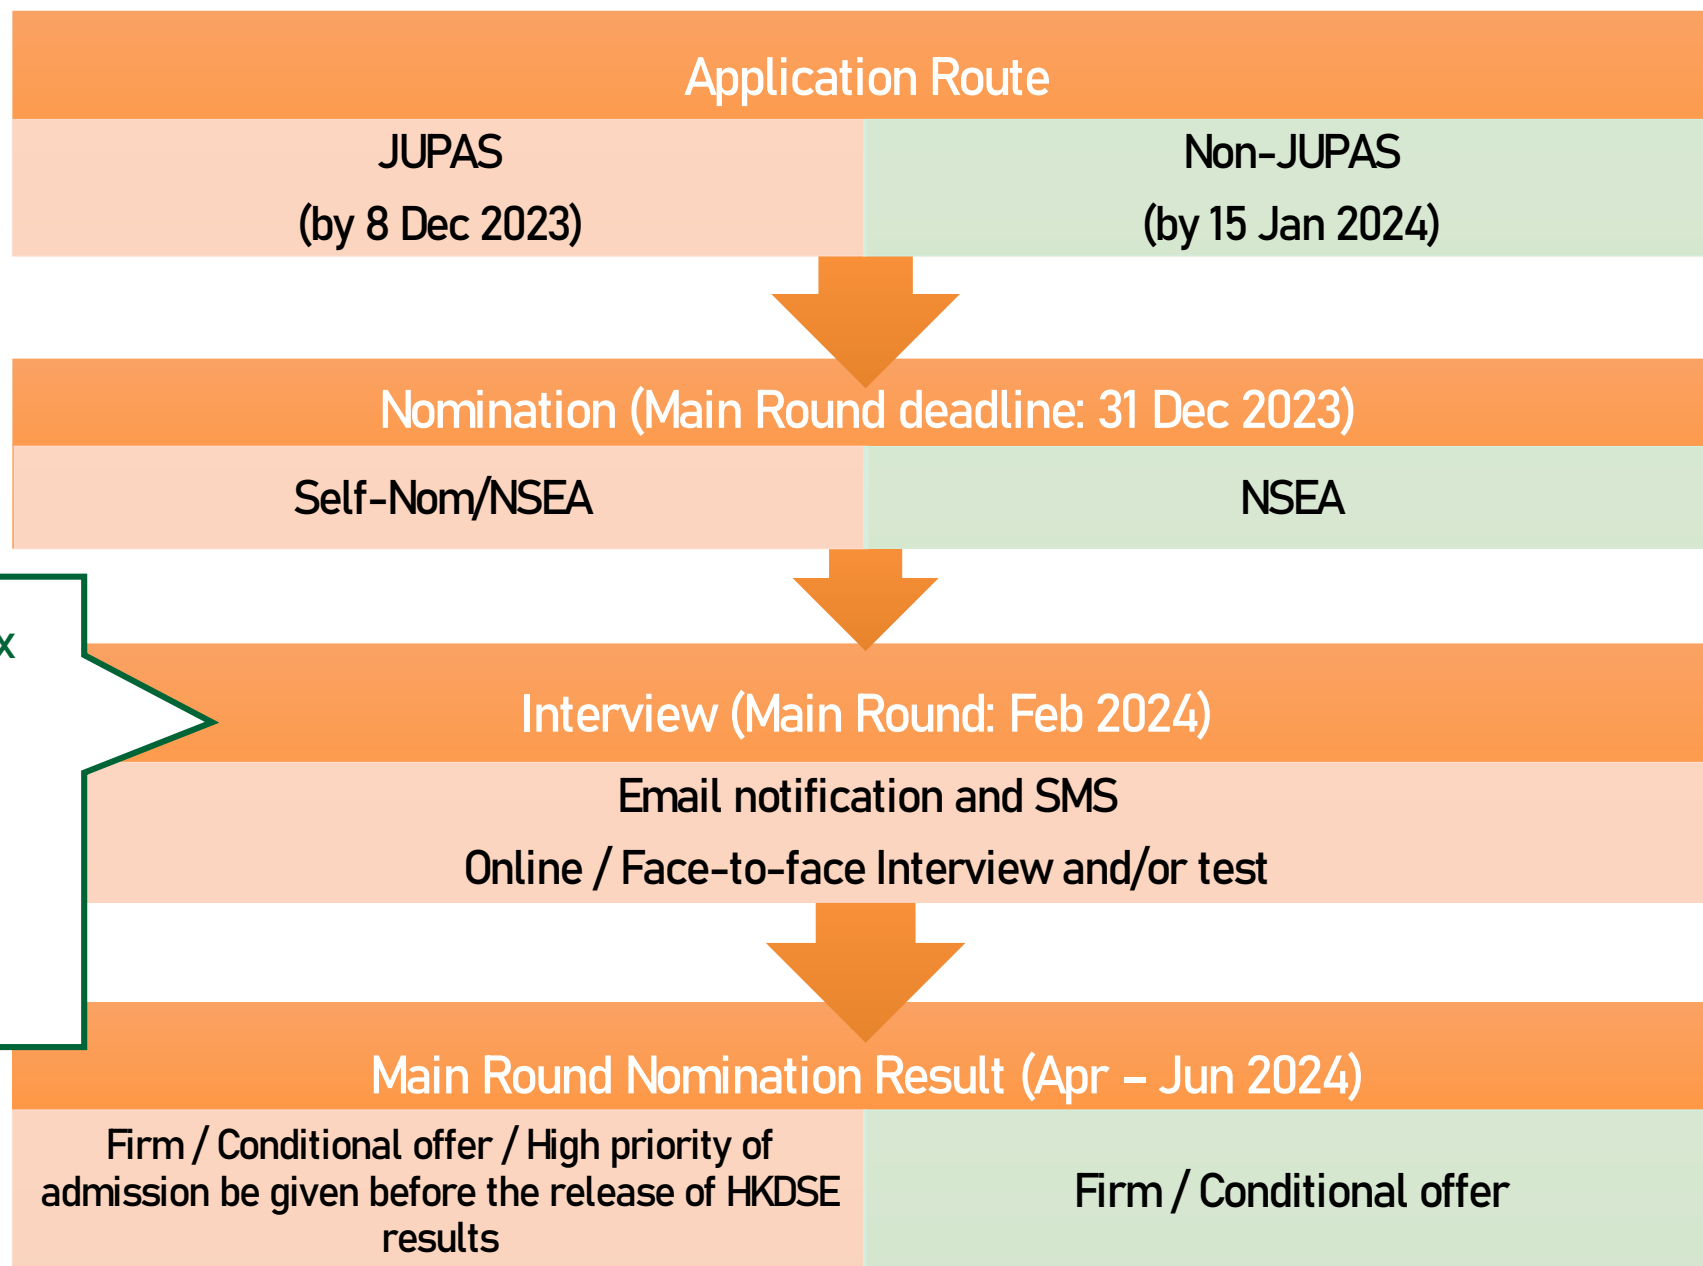 Application Route
JUPAS
(by 8 Dec 2023)
Non-JUPAS
(by 15 Jan 2024)
Nomination (Main Round deadline: 31 Dec 2023)
Self-Nom/NSEA
NSEA
x
Interview (Main Round: Feb 2024)
Email notification and SMS
Online / Face-to-face Interview and/or test
Main Round Nomination Result (Apr – Jun 2024)
Firm / Conditional offer / High priority of
admission be given before the release of HKDSE
results
Firm / Conditional offer